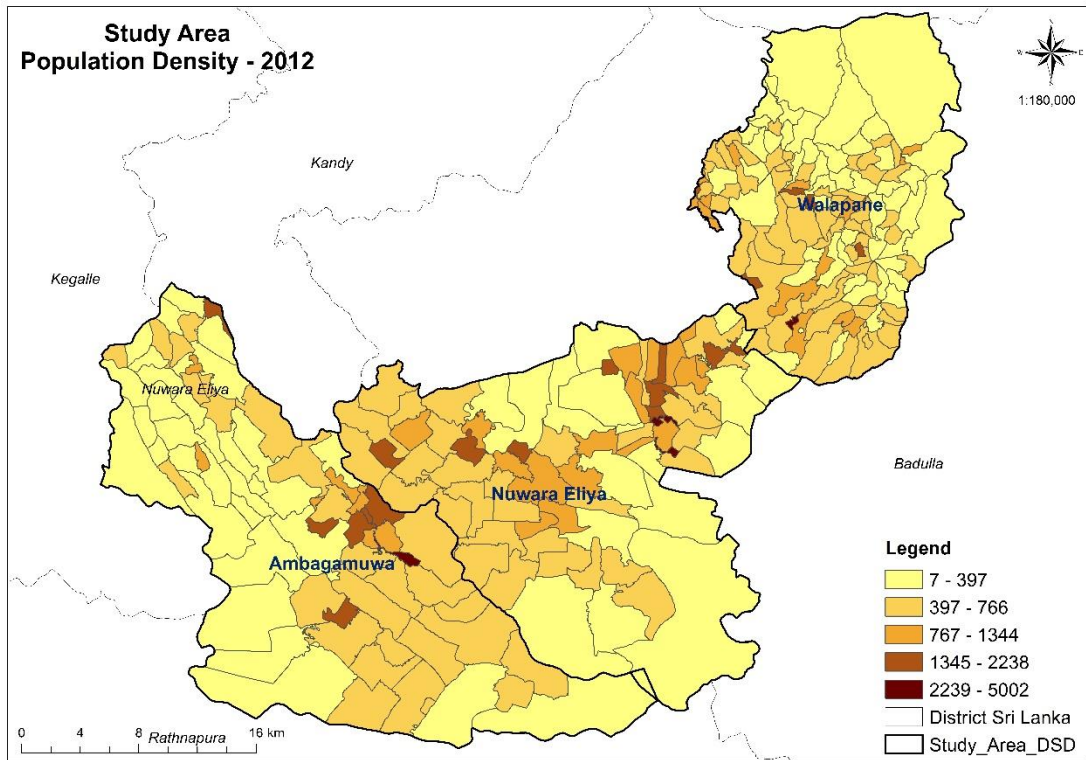 Study Area
Population Density - 2012
N
W
E
S
1:180,000
Kandy
Walapane
Kegalle
Nuwara Eliya
Badulla
Nuwara Eliya
Ambagamuwa
Legend
7 - 397
397 - 766
767 - 1344
1345 - 2238
2239 - 5002
District Sri Lanka
Study_Area_DSD
Rathnapura
0 4 8 16 km